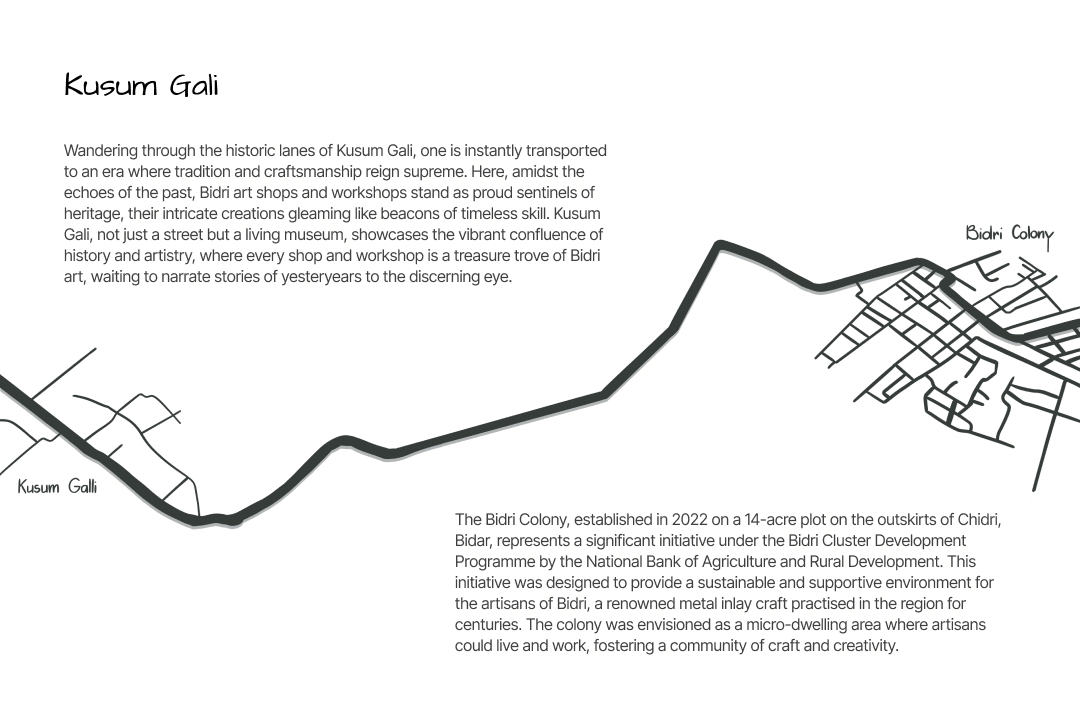 Kusum Gali
Wandering through the historic lanes of Kusum Gali, one is instantly transported
to an era where tradition and craftsmanship reign supreme. Here, amidst the
echoes of the past, Bidri art shops and workshops stand as proud sentinels of
heritage, their intricate creations gleaming like beacons of timeless skill. Kusum
Gali, not just a street but a living museum, showcases the vibrant confluence of
history and artistry, where every shop and workshop is a treasure trove of Bidri
art, waiting to narrate stories of yesteryears to the discerning eye.
Bidri Colony
Kusum Galli
The Bidri Colony, established in 2022 on a 14-acre plot on the outskirts of Chidri,
Bidar, represents a significant initiative under the Bidri Cluster Development
Programme by the National Bank of Agriculture and Rural Development. This
initiative was designed to provide a sustainable and supportive environment for
the artisans of Bidri, a renowned metal inlay craft practised in the region for
centuries. The colony was envisioned as a micro-dwelling area where artisans
could live and work, fostering a community of craft and creativity.